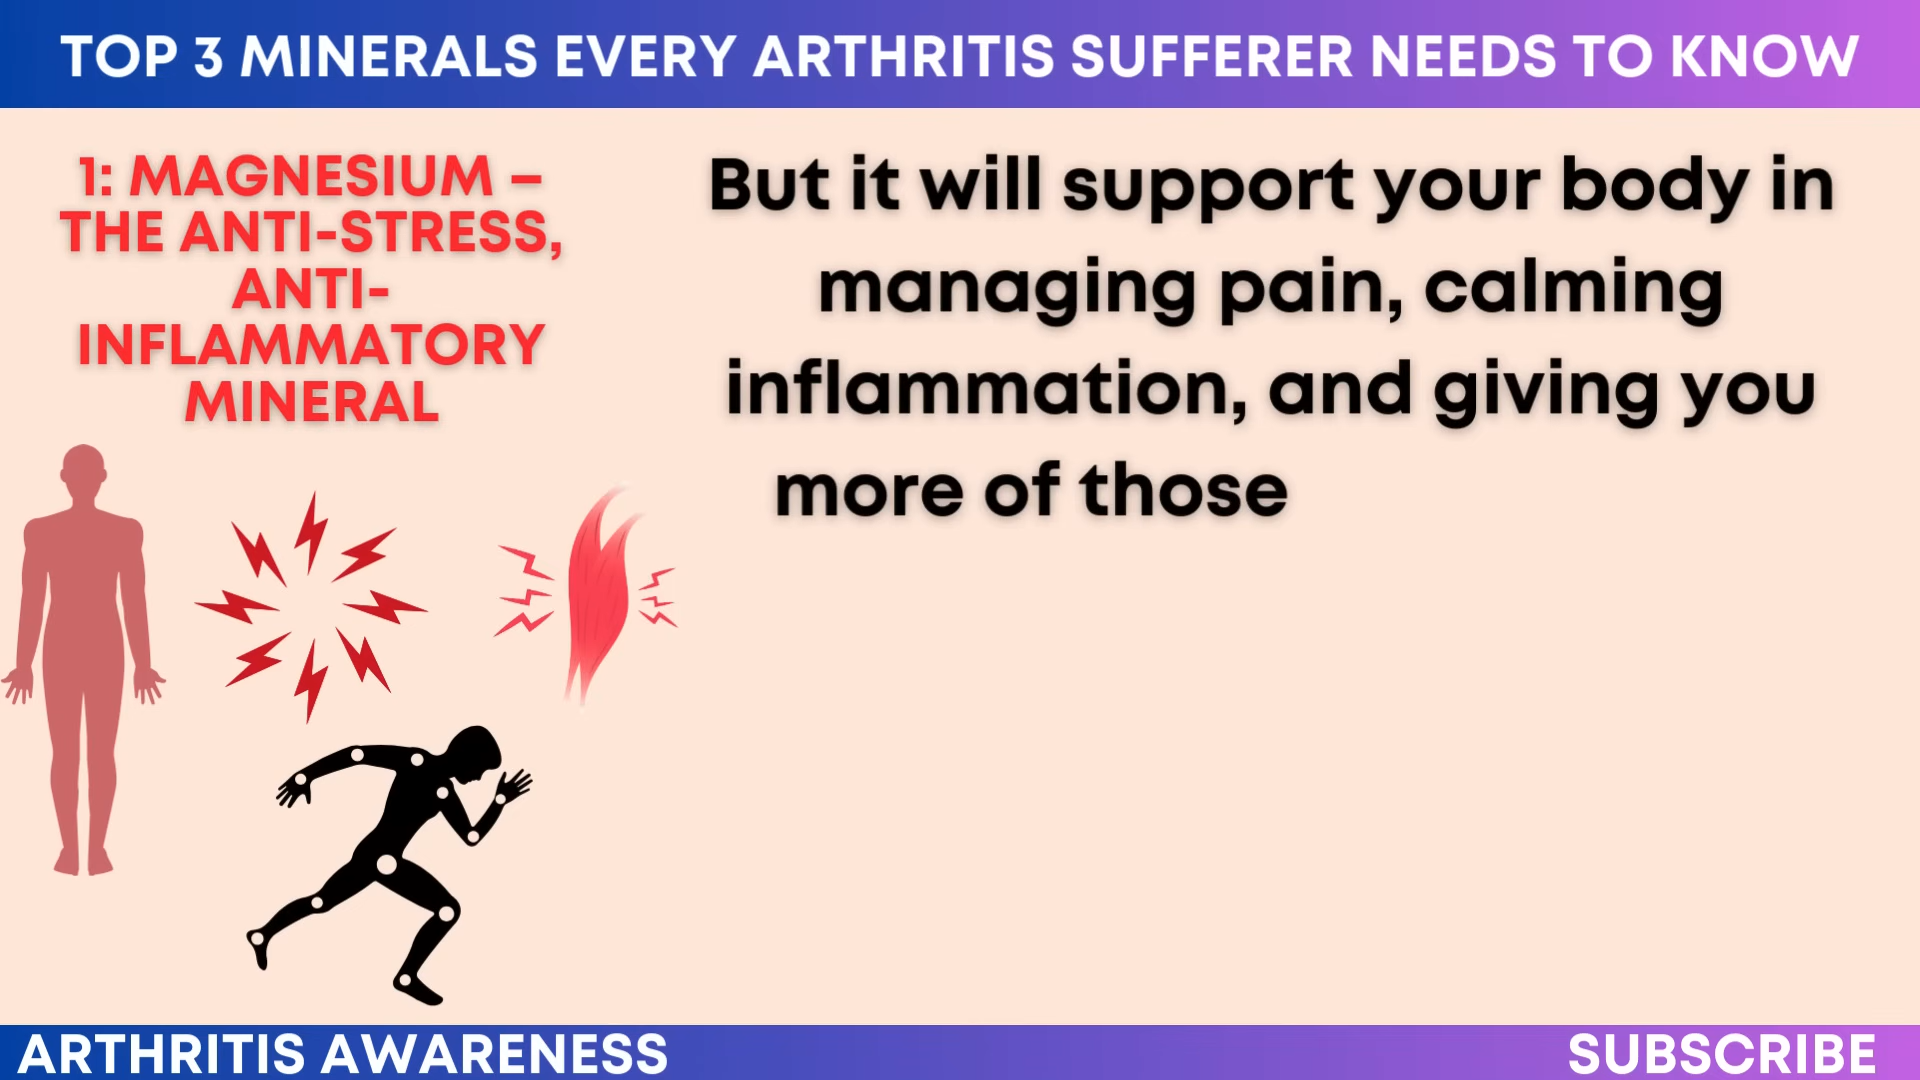 TOP 3 MINERALS EVERY ARTHRITIS SUFFERER NEEDS TO KNOW
1: MAGNESIUM –
THE ANTI-STRESS,
ANTI-
INFLAMMATORY
MINERAL
But it will support your body in
managing pain, calming
inflammation, and giving you
more of those
ARTHRITIS AWARENESS
SUBSCRIBE